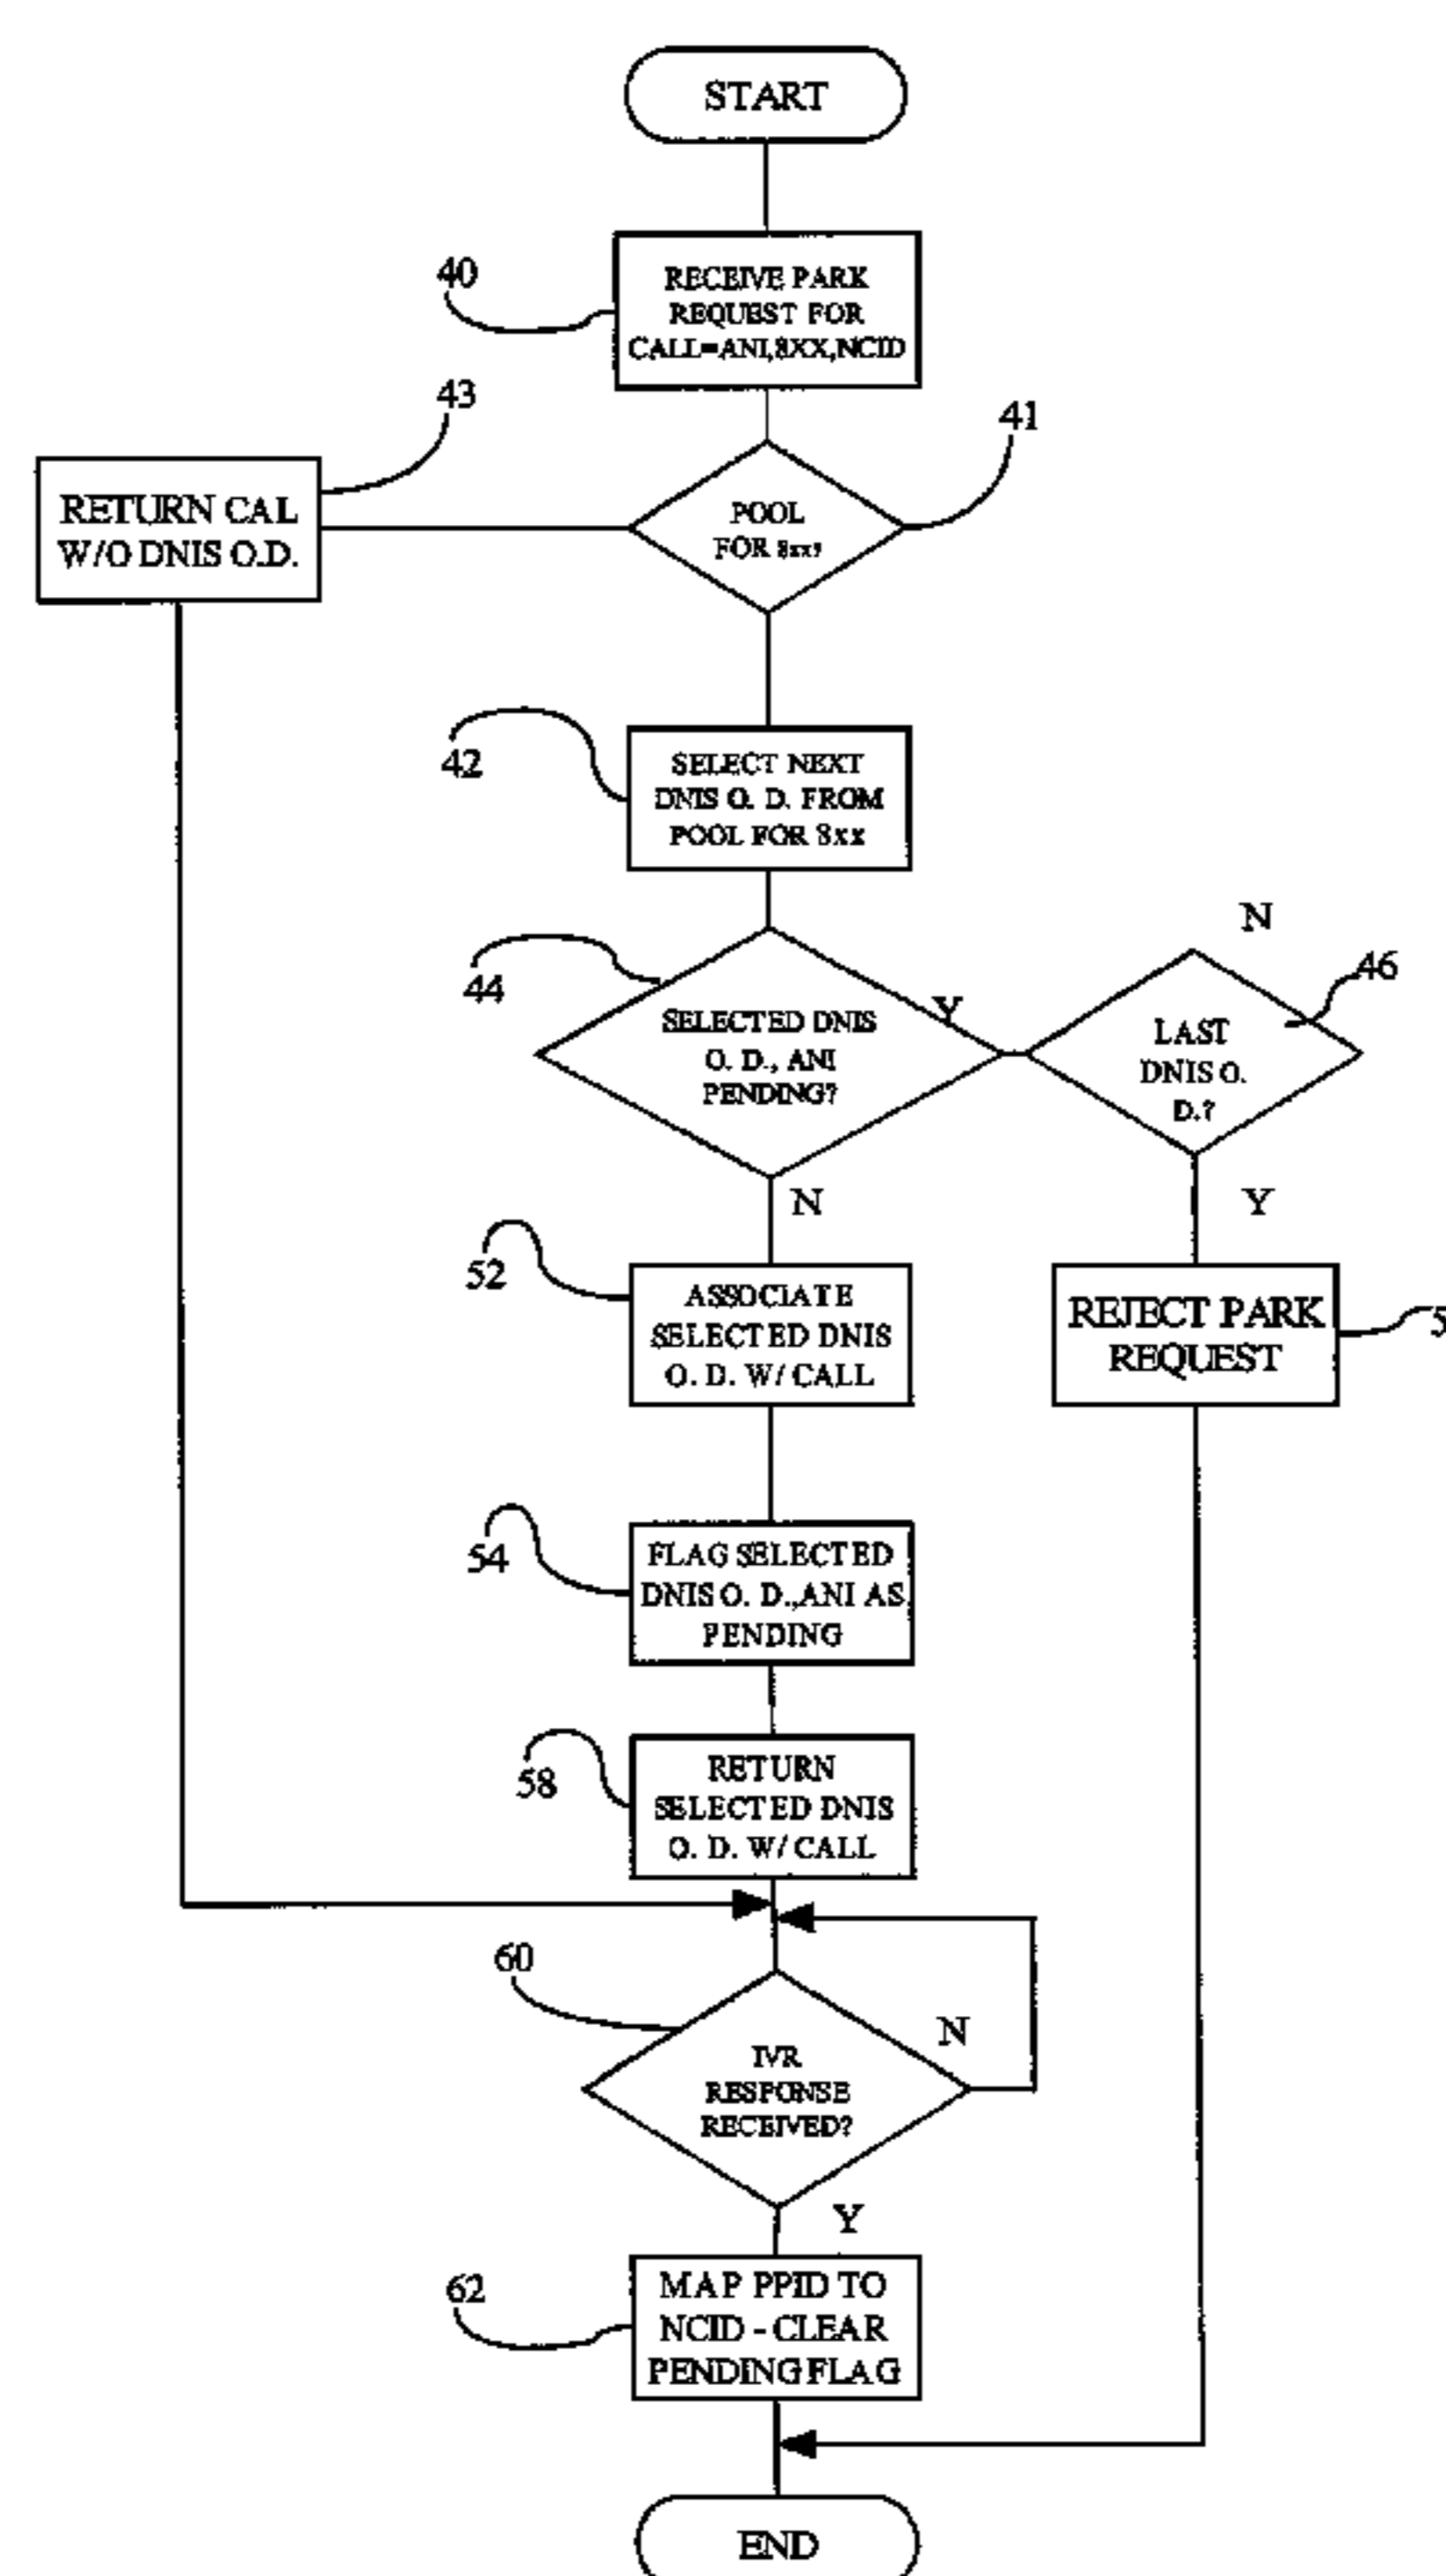 START
40
RECEIVE PARK
REQUEST FOR
CALL=ANI,8XX,NCID
43
41
RETURN CAL
W/O DNIS O.D.
POOL
FOR 8xx?
42
SELECT NEXT
DNIS O. D. FROM
POOL FOR 8xx
N
44
46
SELECTED DNIS
O. D., ANI
PENDING?
Y
LAST
DNIS O.
D.?
N
Y
52
ASSOCIATE
SELECTED DNIS
O. D. W/ CALL
REJECT PARK
REQUEST
5
54
FLAG SELECTED
DNIS O. D.,ANI AS
PENDING
58
RETURN
SELECTED DNIS
O. D. W/ CALL
60
N
IVR
RESPONSE
RECEIVED?
Y
62
MAP PPID TO
NCID - CLEAR
PENDING FLAG
END